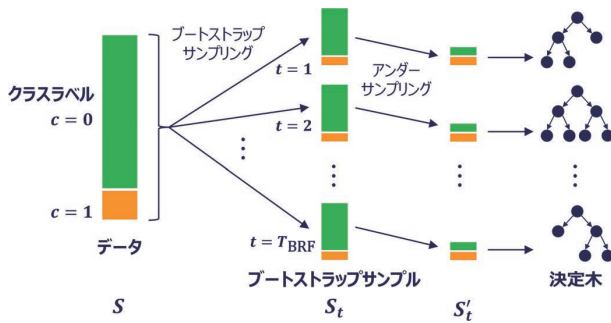 ブートストラップ
サンプリング
クラスラベル
c = 0
c = 1
データ
S
t = 1
t = 2
⋮
t = T_BRF
ブートストラップサンプル
S_t
アンダー
サンプリング
⋮
⋮
S′_t
⋮
決定木